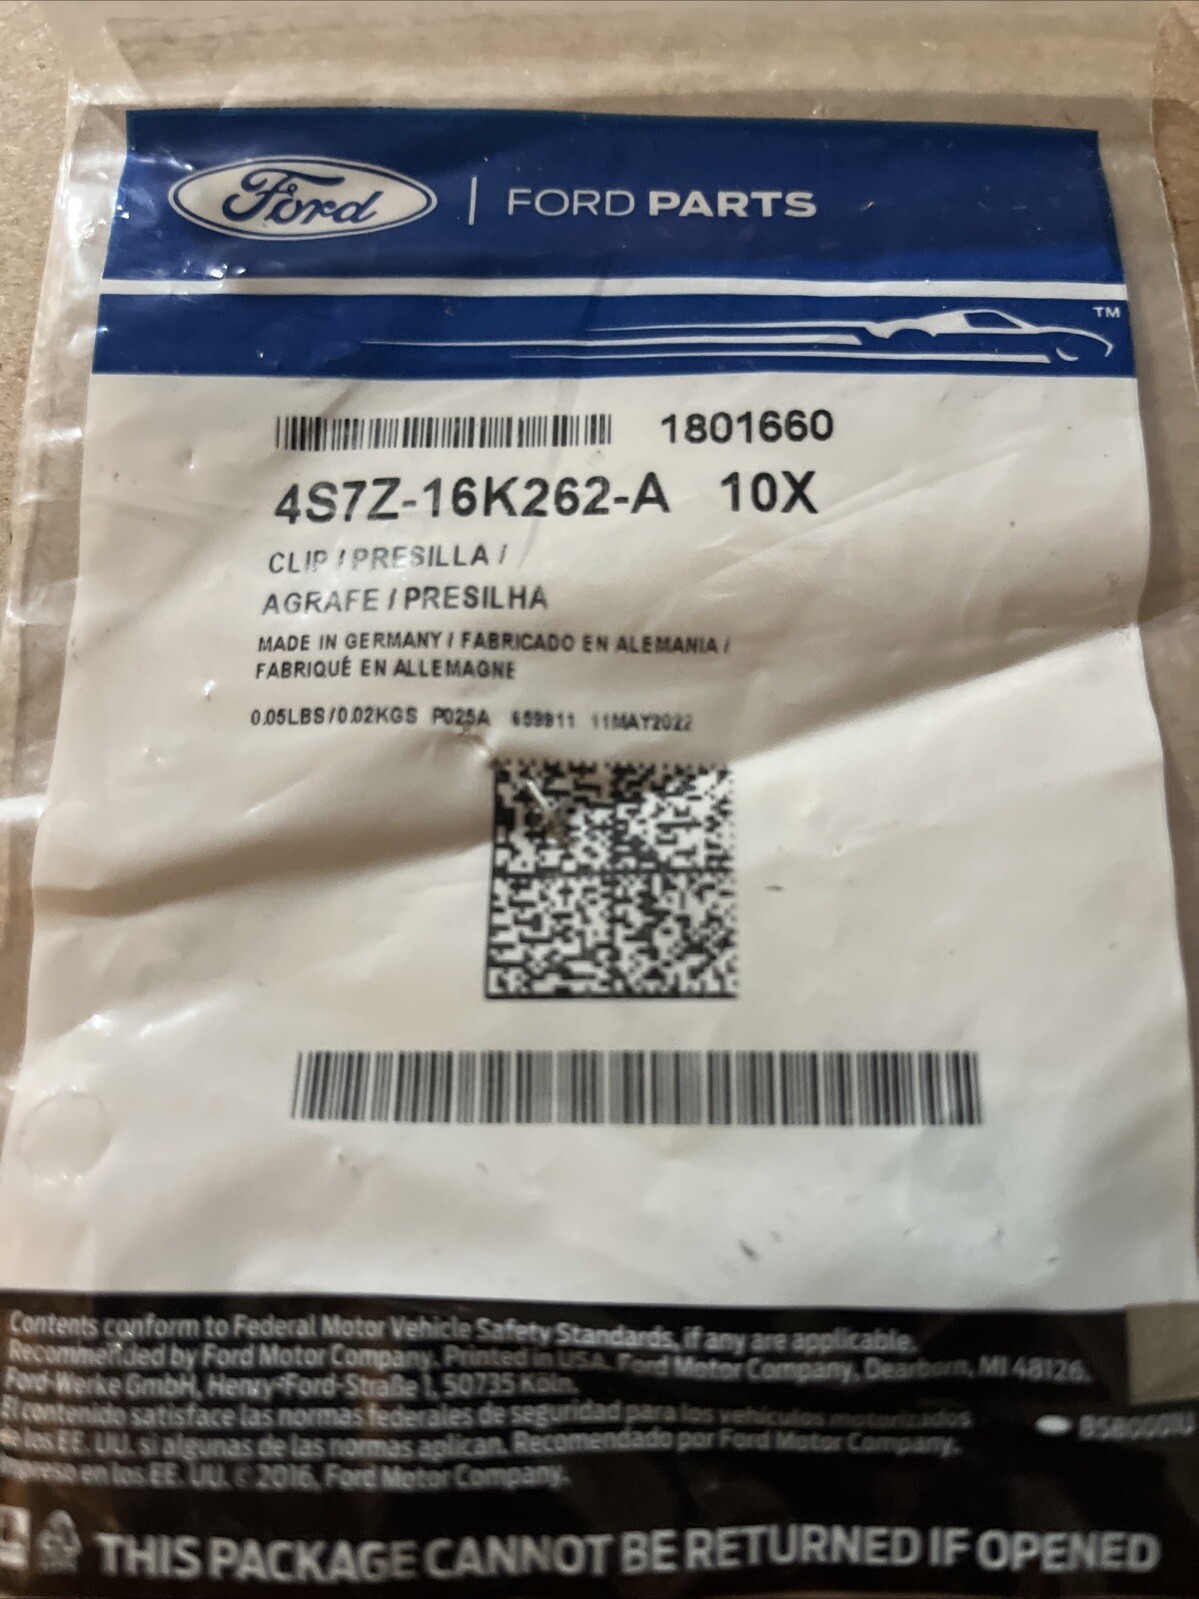 Ford | FORD PARTS
TM
1801660
4S7Z-16K262-A 10X
CLIP / PRESILLA /
AGRAFE / PRESILHA
MADE IN GERMANY / FABRICADO EN ALEMANIA /
FABRIQUÉ EN ALLEMAGNE
0.05LBS/0.02KGS P025A 659911 11MAY2022
Contents conform to Federal Motor Vehicle Safety Standards, if any are applicable.
Recommended by Ford Motor Company. Printed in USA. Ford Motor Company, Dearborn, MI 48126.
Ford-Werke GmbH, Henry-Ford-Straße 1, 50735 Köln.
El contenido satisface las normas federales de seguridad para los vehículos motorizados
de los EE. UU. si algunas de las normas aplican. Recomendado por Ford Motor Company.
en los EE. UU. © 2016, Ford Motor Company.
THIS PACKAGE CANNOT BE RETURNED IF OPENED